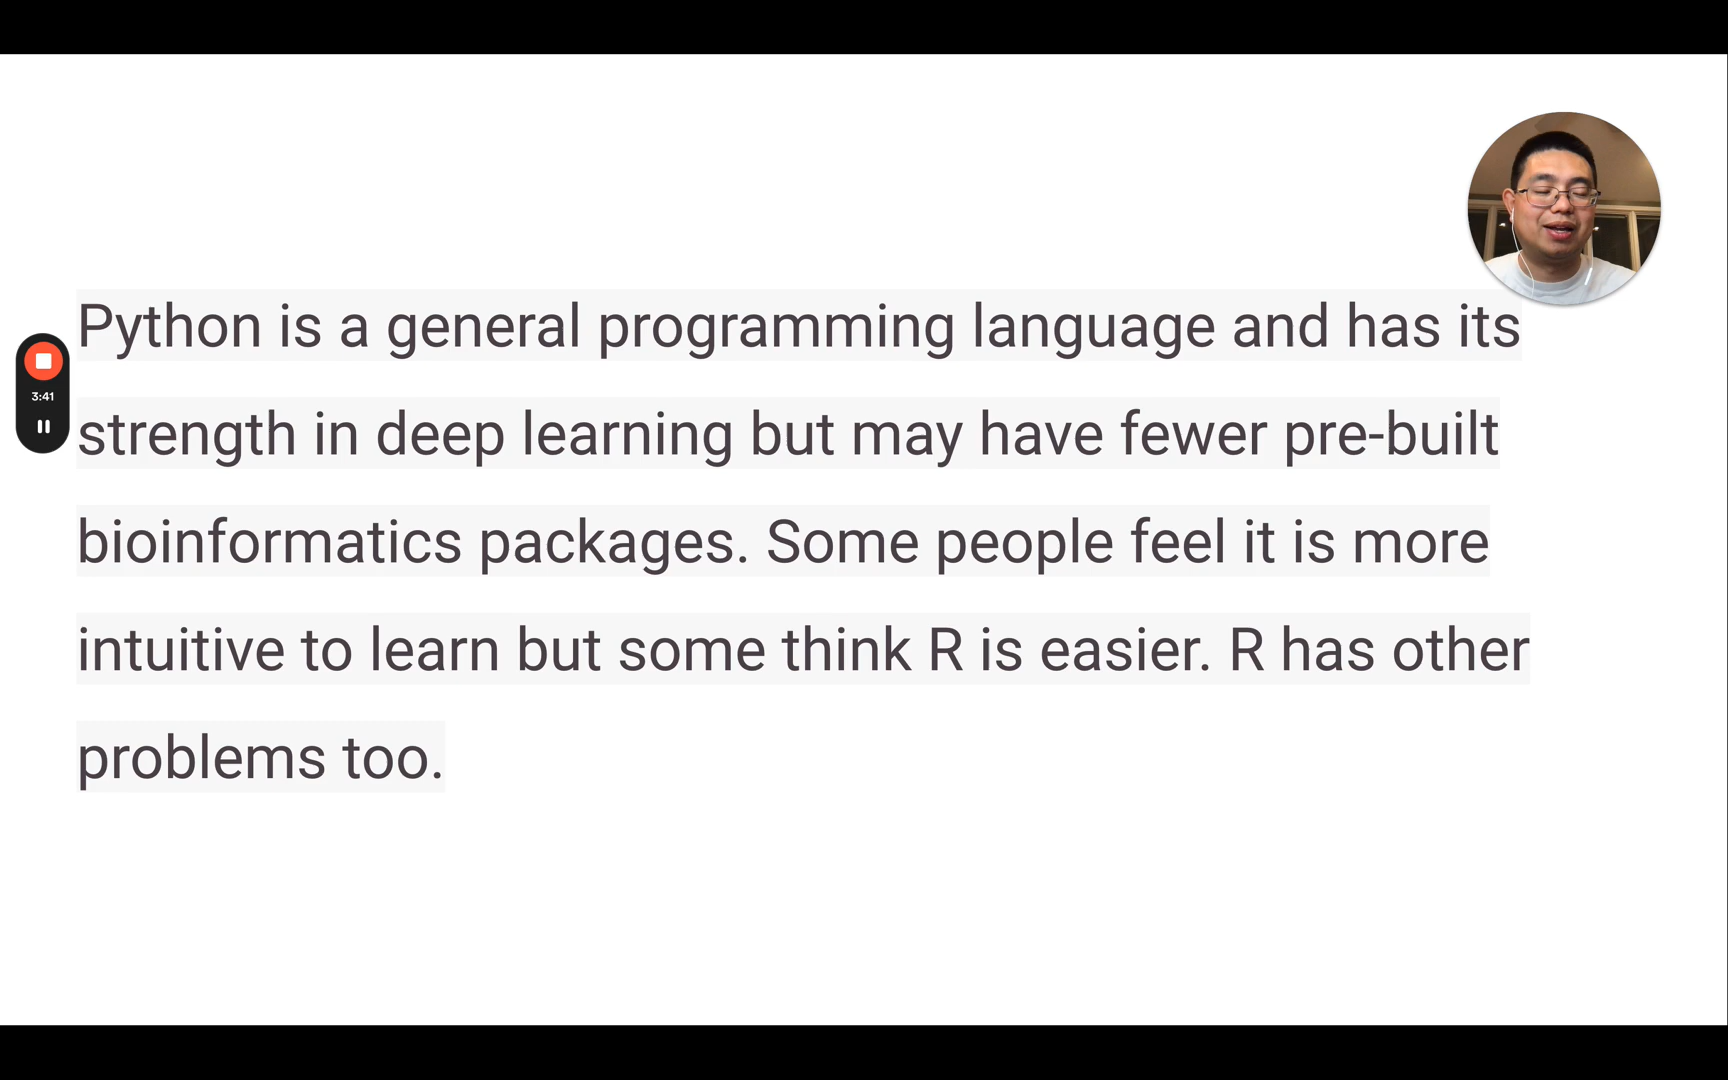 Python is a general programming language and has its
3:41
strength in deep learning but may have fewer pre-built
bioinformatics packages. Some people feel it is more
intuitive to learn but some think R is easier. R has other
problems too.